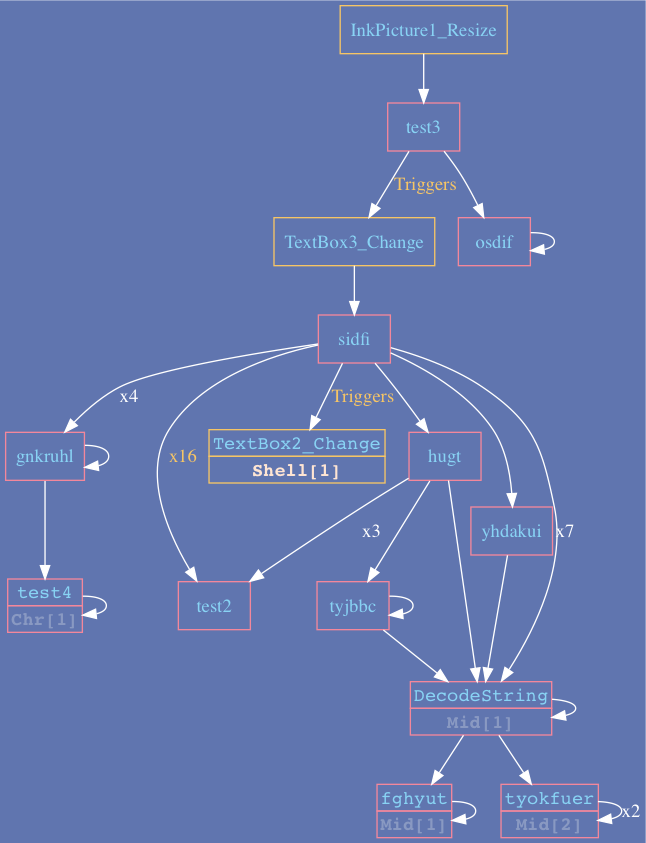 InkPicture1_Resize
test3
Triggers
TextBox3_Change
osdif
sidfi
x4
Triggers
TextBox2_Change
Shell[1]
x16
gnkruhl
hugt
yhdakui
x3
x7
test4
Chr[1]
test2
tyjbbc
DecodeString
Mid[1]
fghyut
Mid[1]
tyokfuer
Mid[2]
x2